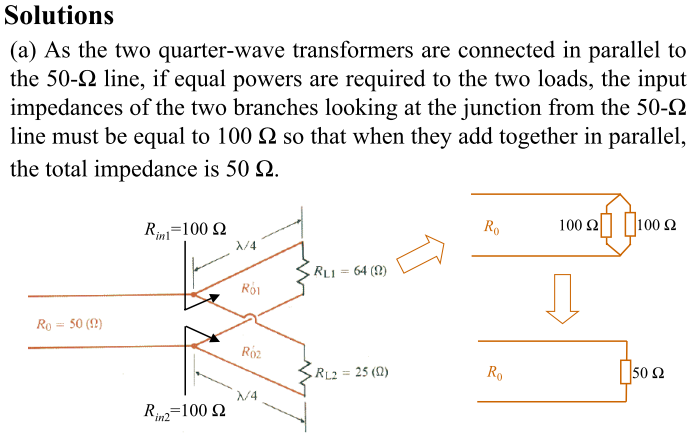 Solutions
(a) As the two quarter-wave transformers are connected in parallel to
the 50-Ω line, if equal powers are required to the two loads, the input
impedances of the two branches looking at the junction from the 50-Ω
line must be equal to 100 Ω so that when they add together in parallel,
the total impedance is 50 Ω.
Rin1=100 Ω
λ/4
R'01
RL1 = 64 (Ω)
R0 = 50 (Ω)
R'02
RL2 = 25 (Ω)
λ/4
Rin2=100 Ω
R0
100 Ω
100 Ω
R0
50 Ω